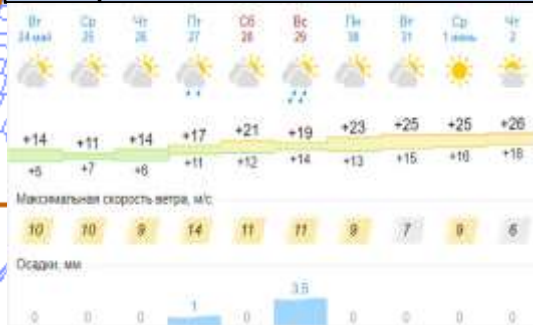 Вт Ср Чт Пт Сб Вс Пн Вт Ср Чт
24 май 25 26 27 28 29 30 31 1 июнь 2
+14 +11 +14 +17 +21 +19 +23 +25 +25 +26
+5 +7 +6 +11 +12 +14 +13 +15 +16 +18
Максимальная скорость ветра, м/с
10 10 9 14 11 11 9 7 9 6
Осадки, мм
0 0 0 1 0 3.5 0 0 0 0